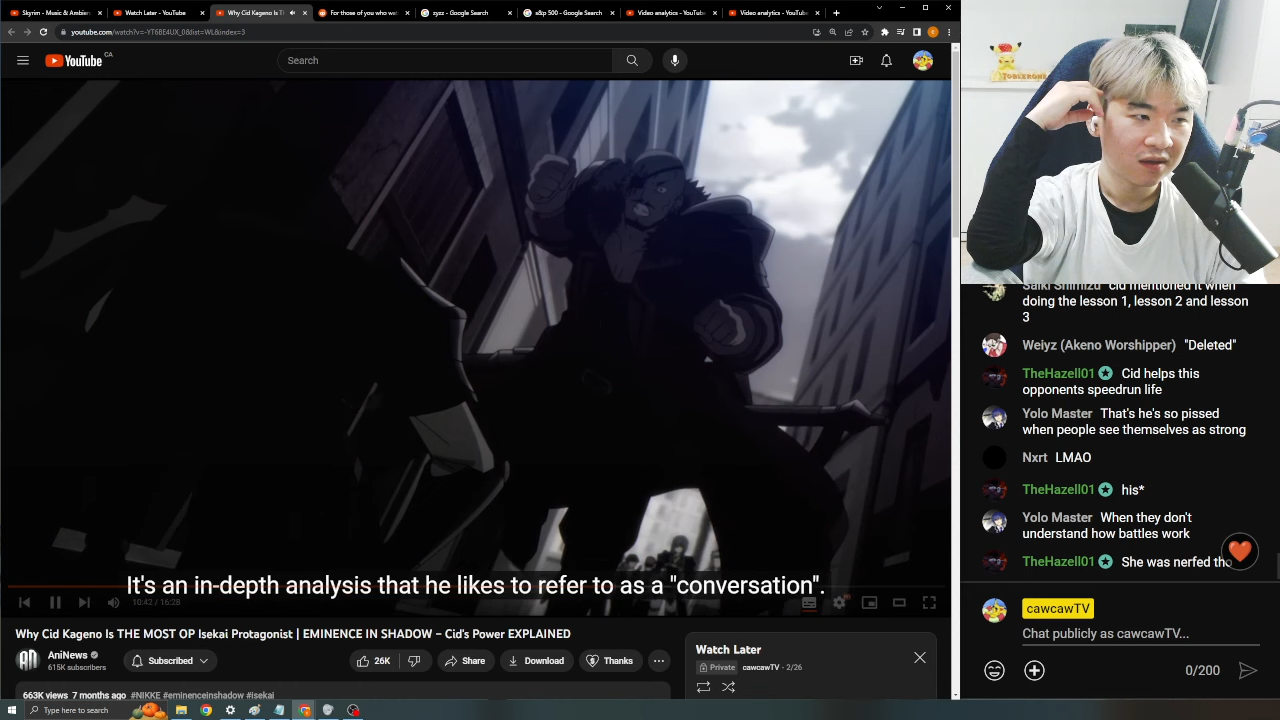 Skyrim - Music & Ambien
Watch Later - YouTube
Why Cid Kageno Is T
For those of you who wat
zyzz - Google Search
s&p 500 - Google Search
Video analytics - YouTub
Video analytics - YouTub
youtube.com/watch?v=-YT6BE4UX_0&list=WL&index=3
YouTube CA
Search
TOBLERONE
Saiki Shimizu cid mentioned it when
doing the lesson 1, lesson 2 and lesson
3
Weiyz (Akeno Worshipper) "Deleted"
TheHazell01 Cid helps this
opponents speedrun life
Yolo Master That's he's so pissed
when people see themselves as strong
Nxrt LMAO
TheHazell01 his*
Yolo Master When they don't
understand how battles work
TheHazell01 She was nerfed tho
It's an in-depth analysis that he likes to refer to as a "conversation".
10:42 / 16:28
cawcawTV
Chat publicly as cawcawTV...
0/200
Why Cid Kageno Is THE MOST OP Isekai Protagonist | EMINENCE IN SHADOW – Cid's Power EXPLAINED
AniNews
615K subscribers
Subscribed
26K
Share
Download
Thanks
Watch Later
Private cawcawTV - 2/26
663K views 7 months ago #NIKKE #eminenceinshadow #isekai
Type here to search